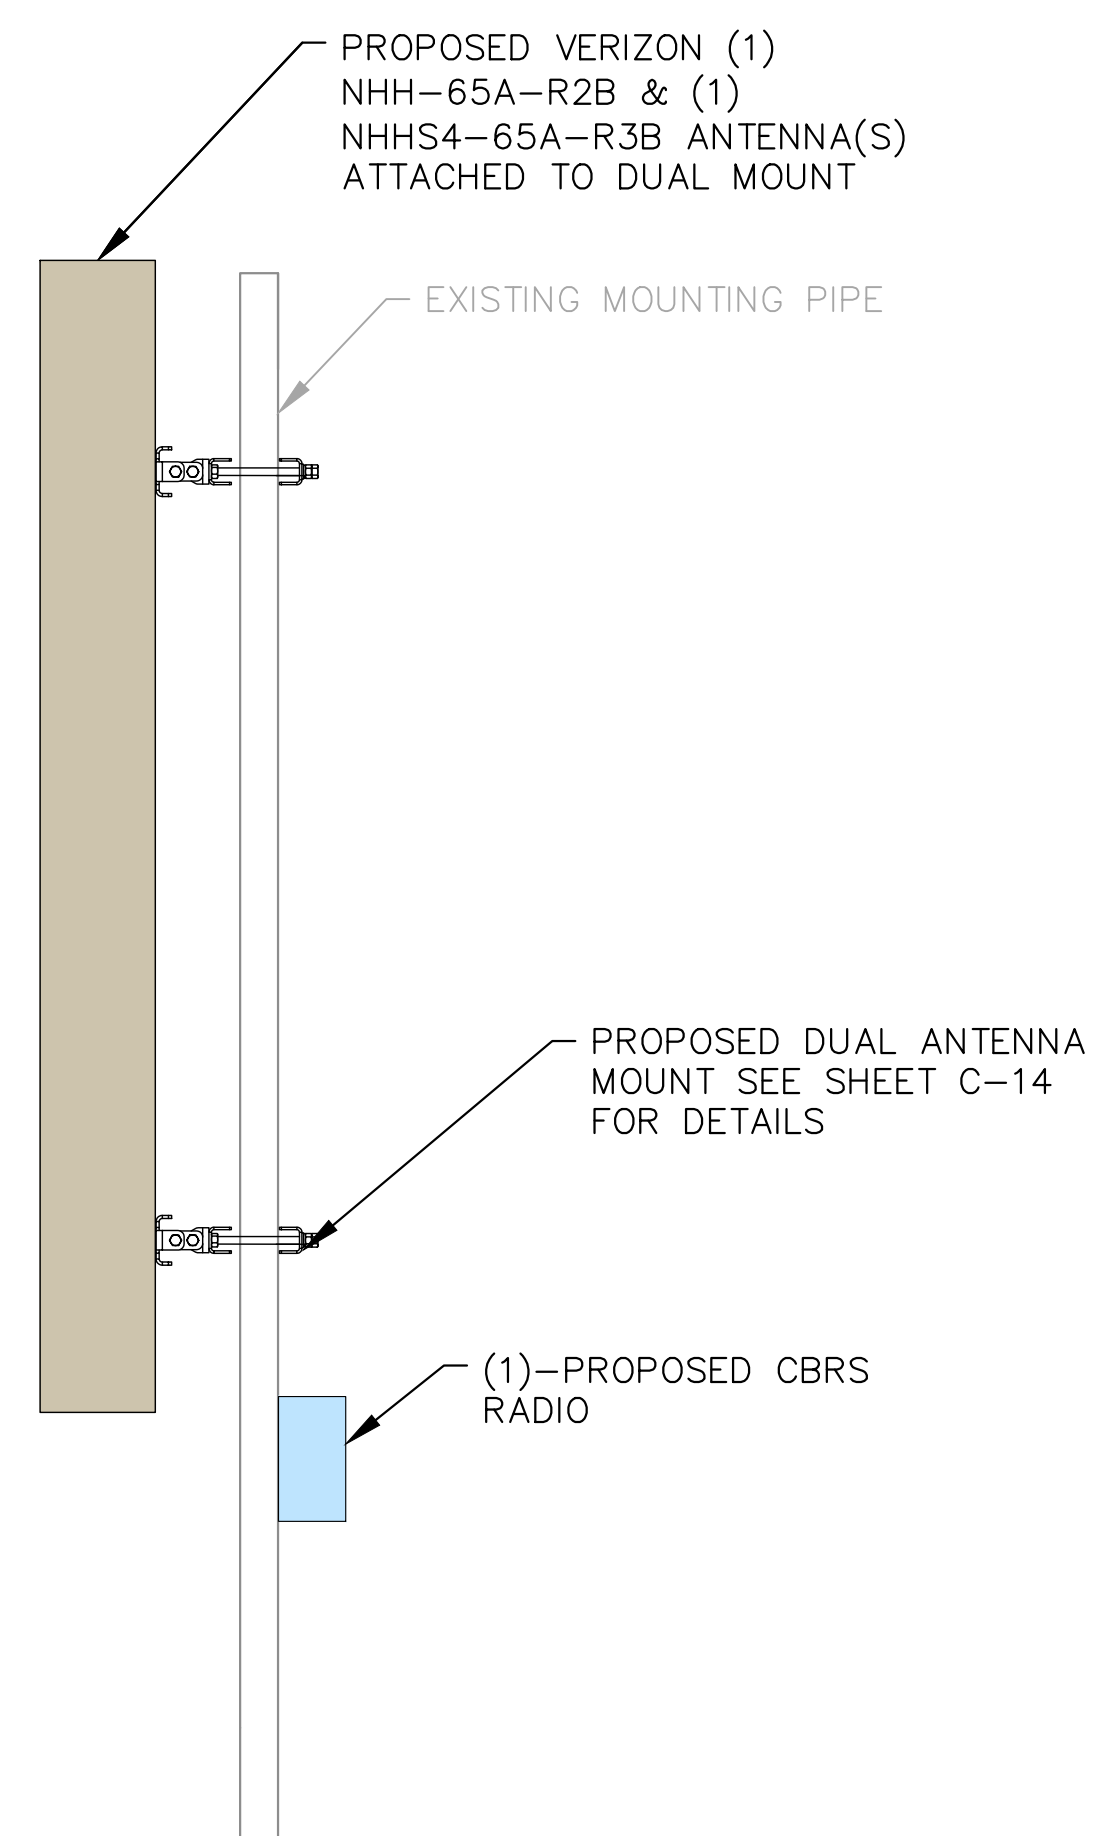 PROPOSED VERIZON (1)
NHH-65A-R2B & (1)
NHHS4-65A-R3B ANTENNA(S)
ATTACHED TO DUAL MOUNT
EXISTING MOUNTING PIPE
PROPOSED DUAL ANTENNA
MOUNT SEE SHEET C-14
FOR DETAILS
(1)-PROPOSED CBRS
RADIO